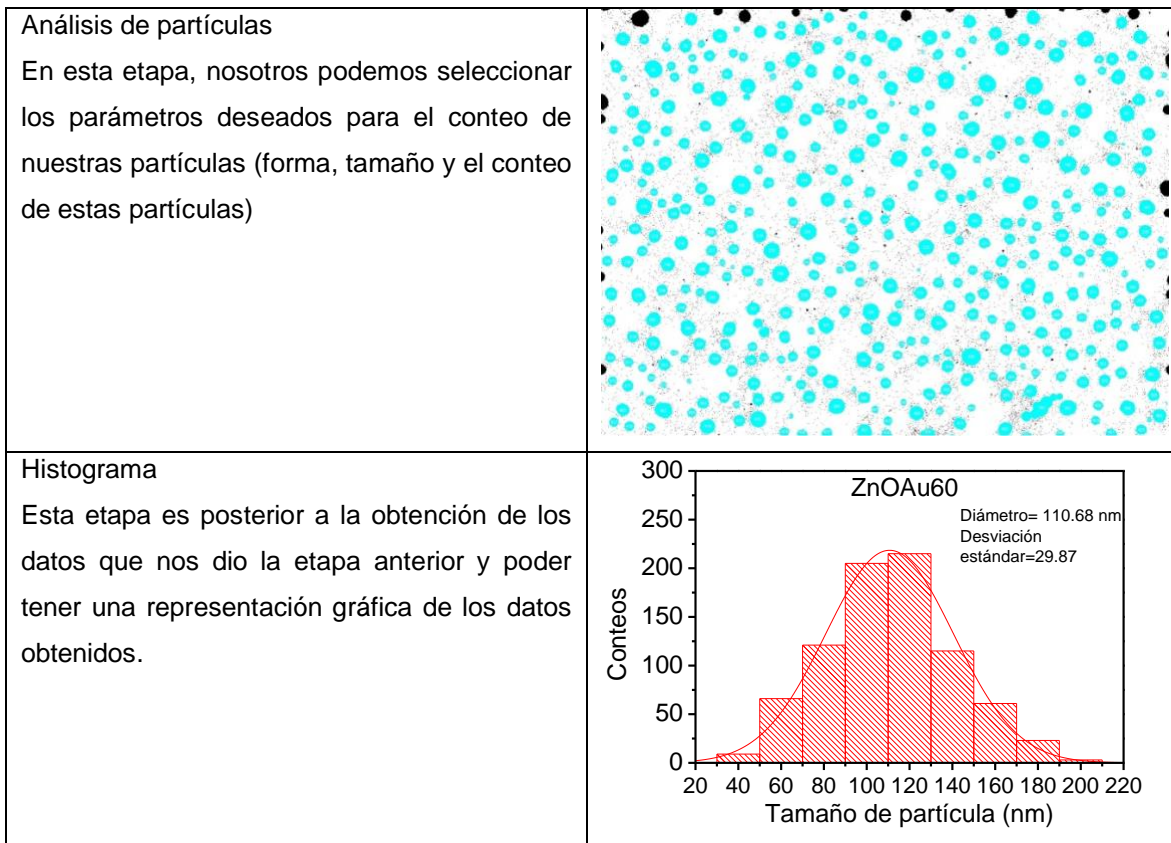 Análisis de partículas
En esta etapa, nosotros podemos seleccionar
los parámetros deseados para el conteo de
nuestras partículas (forma, tamaño y el conteo
de estas partículas)
Histograma
Esta etapa es posterior a la obtención de los
datos que nos dio la etapa anterior y poder
tener una representación gráfica de los datos
obtenidos.
ZnOAu60
Diámetro= 110.68 nm
Desviación
estándar=29.87
Conteos
300
250
200
150
100
50
0
20 40 60 80 100 120 140 160 180 200 220
Tamaño de partícula (nm)